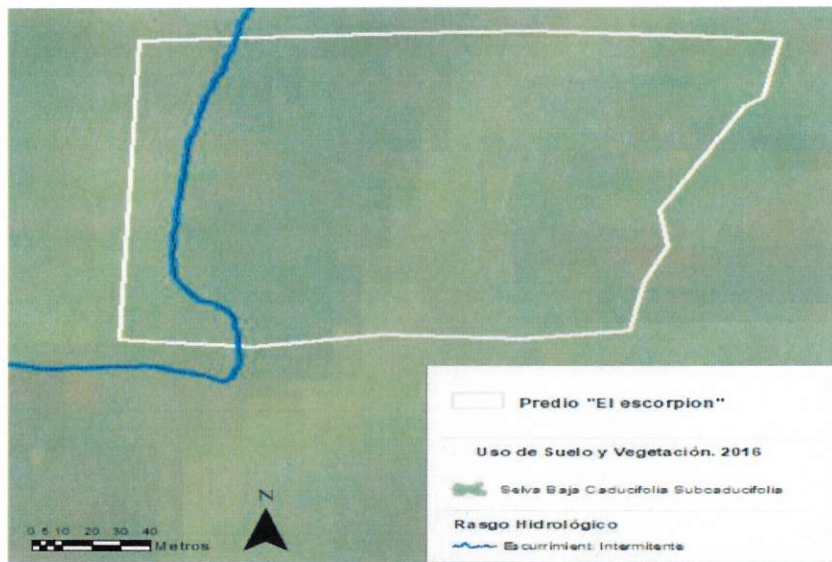 Predio "El escorpion"
Uso de Suelo y Vegetación. 2016
Selva Baja Caducifolia Subcaducifolia
Rasgo Hidrológico
Escurrimient: Intermitente
N
0 5 10 20 30 40
Metros